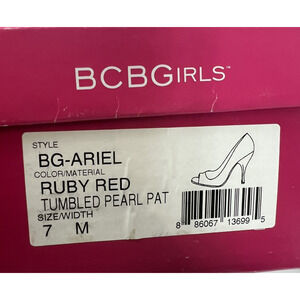 BCBGIRLS™
STYLE
BG-ARIEL
COLOR/MATERIAL
RUBY RED
TUMBLED PEARL PAT
SIZE/WIDTH
7 M
8 86067 13699 5